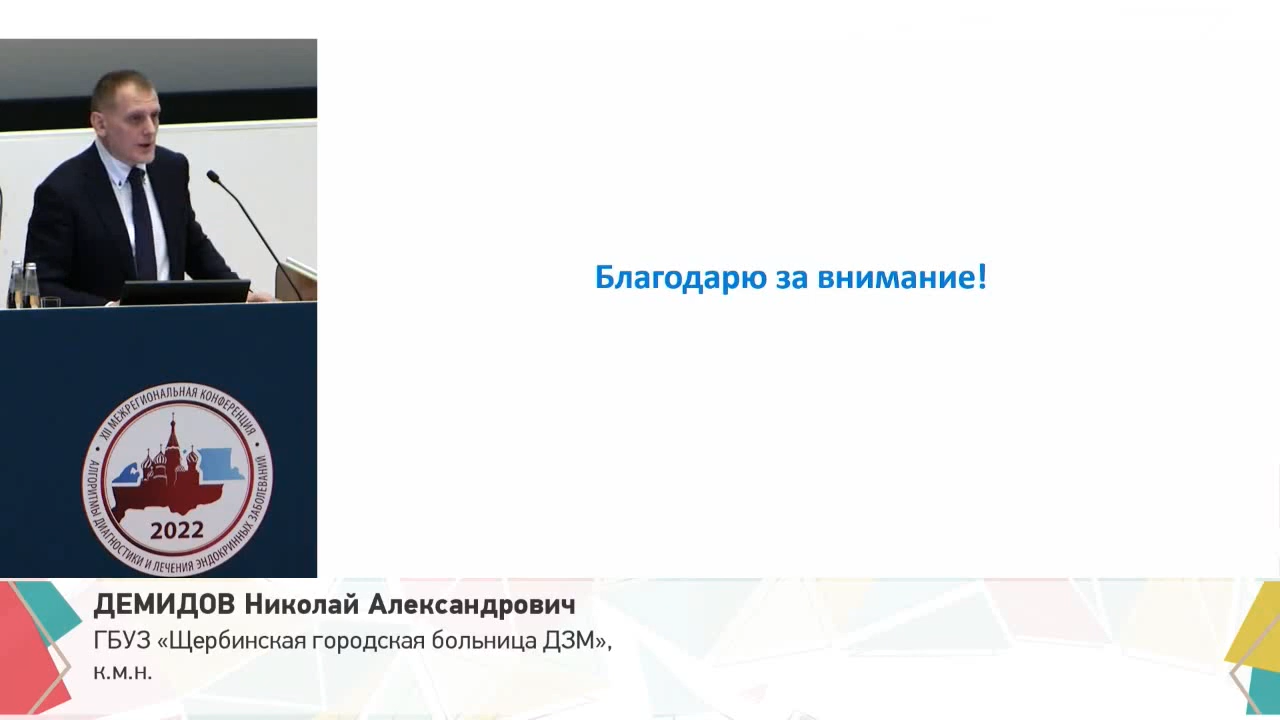 Благодарю за внимание!
XII МЕЖРЕГИОНАЛЬНАЯ КОНФЕРЕНЦИЯ
АЛГОРИТМЫ ДИАГНОСТИКИ И ЛЕЧЕНИЯ ЭНДОКРИННЫХ ЗАБОЛЕВАНИЙ
2022
ДЕМИДОВ Николай Александрович
ГБУЗ «Щербинская городская больница ДЗМ»,
к.м.н.